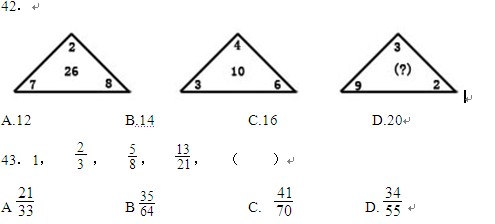 42．
2 4 3
26 10 (?)
7 8 3 6 9 2
A.12 B.14 C.16 D.20
43．1， 2/3， 5/8， 13/21，（ ）
A 21/33 B 35/64 C. 41/70 D. 34/55